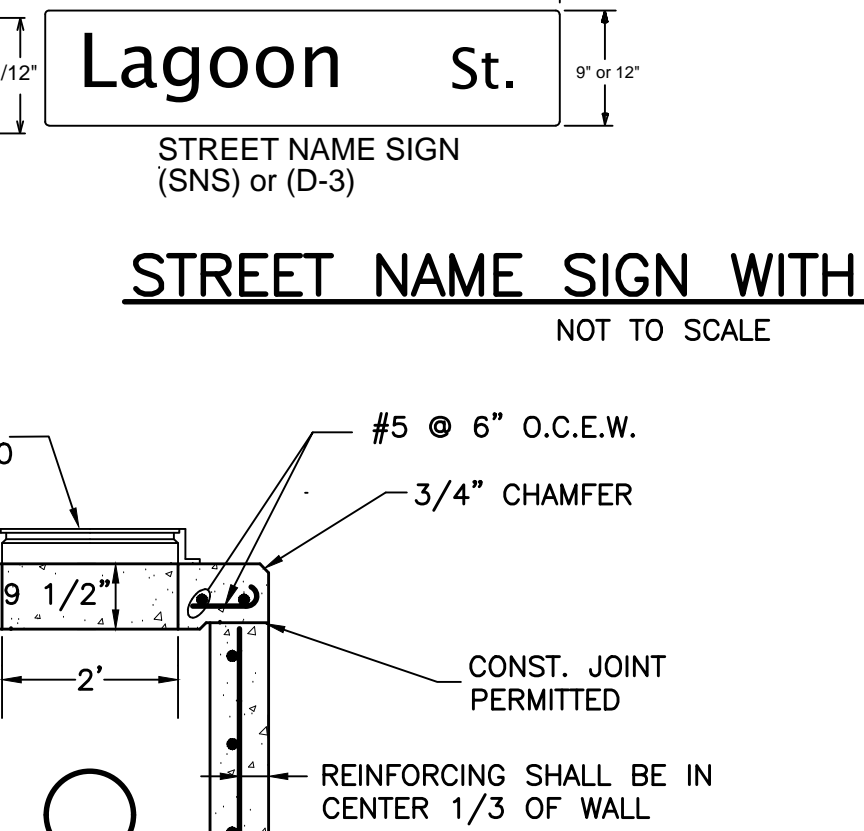 /12"
Lagoon St.
9" or 12"
STREET NAME SIGN
(SNS) or (D-3)
STREET NAME SIGN WITH
NOT TO SCALE
#5 @ 6" O.C.E.W.
3/4" CHAMFER
9 1/2"
2'
CONST. JOINT
PERMITTED
REINFORCING SHALL BE IN
CENTER 1/3 OF WALL